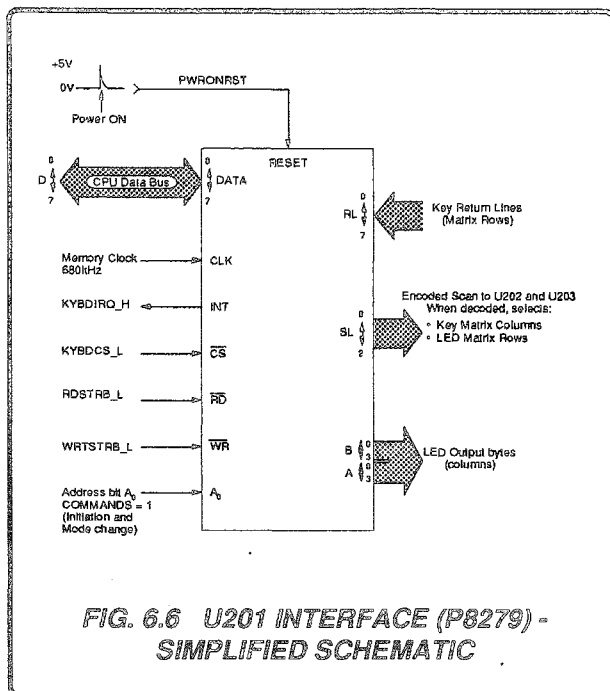 +5V
0V
PWRONRST
Power ON
RESET
0
D
7
CPU Data Bus
0
DATA
7
0
RL
7
Key Return Lines
(Matrix Rows)
Memory Clock
680kHz
CLK
KYBDIRQ_H
INT
KYBDCS_L
CS
RDSTRB_L
RD
WRTSTRB_L
WR
Address bit A0
COMMANDS = 1
(Initiation and
Mode change)
A0
Encoded Scan to U202 and U203
When decoded, selects:
• Key Matrix Columns
• LED Matrix Rows
0
SL
2
B 0
3
A 0
3
LED Output bytes
(columns)
FIG. 6.6 U201 INTERFACE (P8279) -
SIMPLIFIED SCHEMATIC